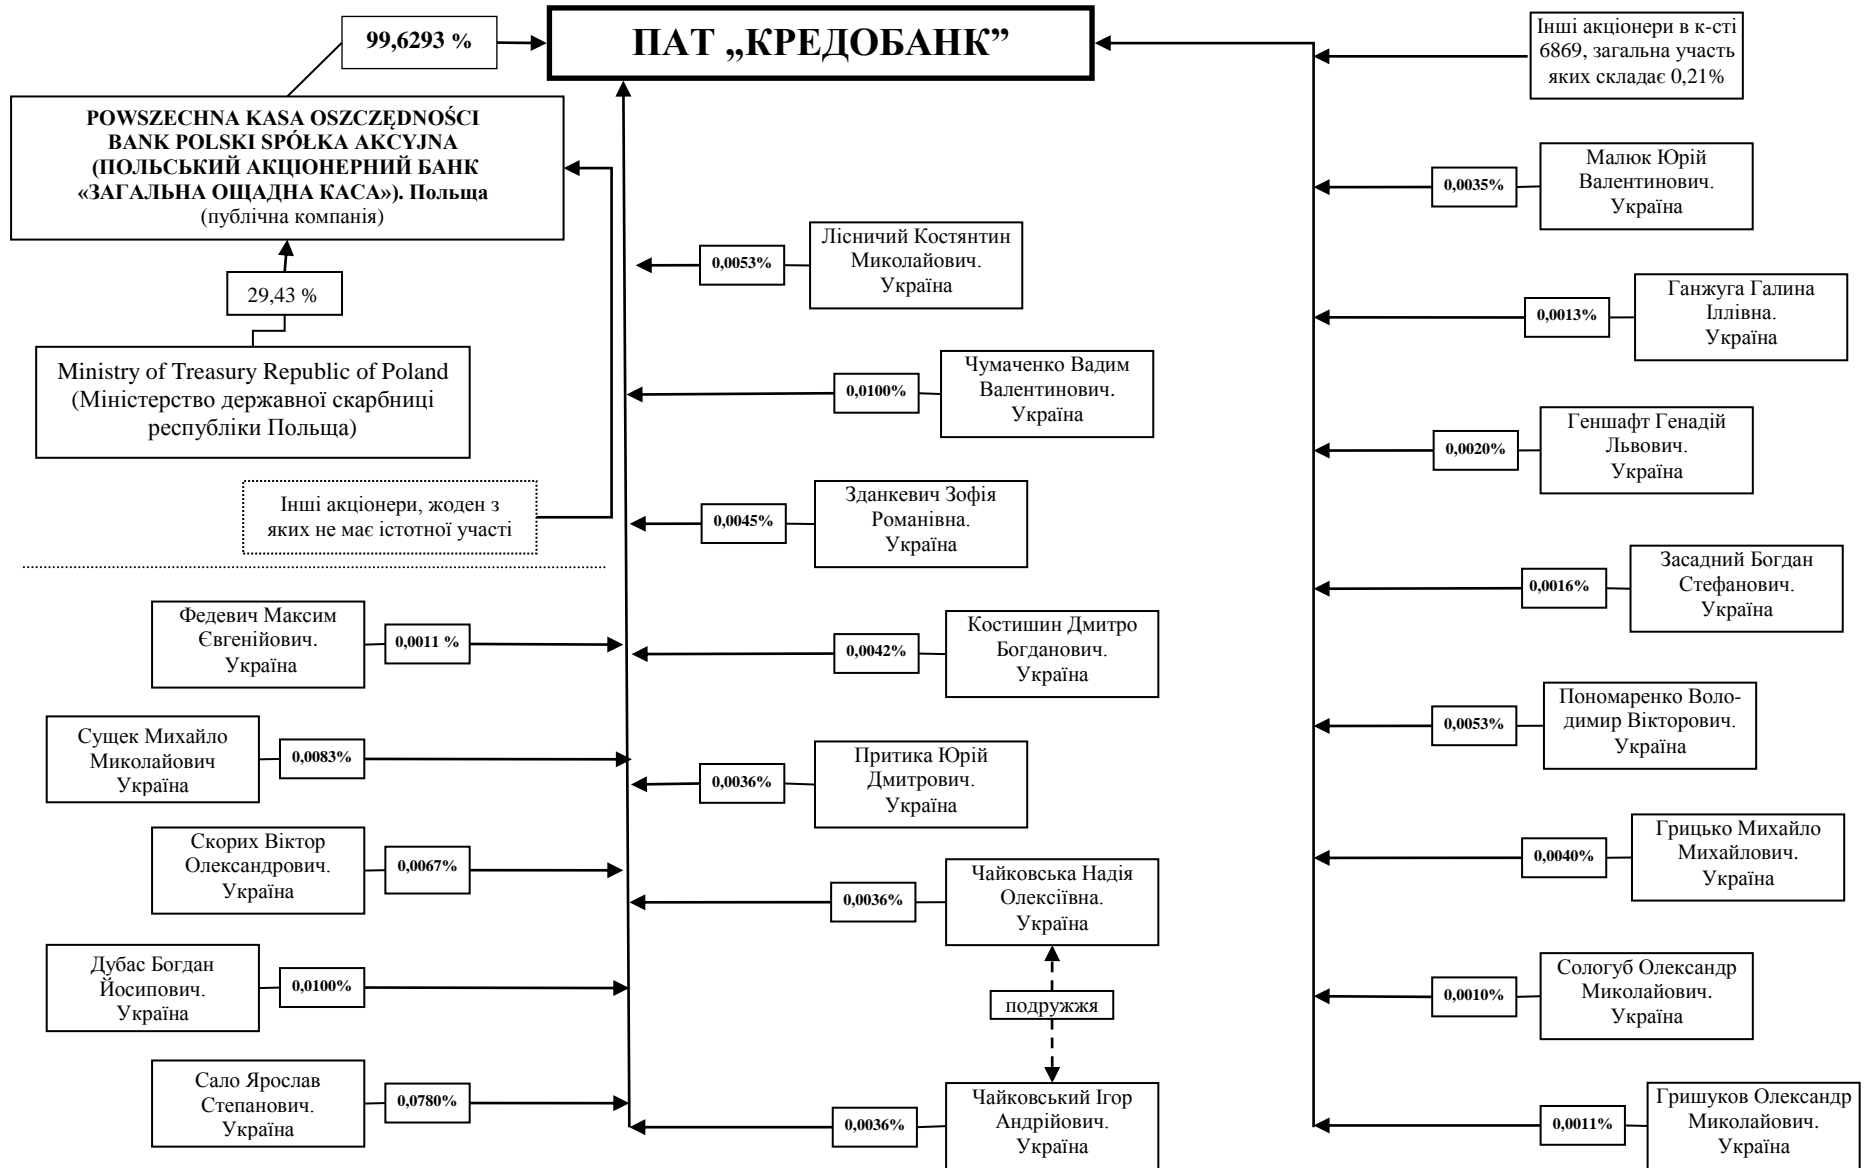 99,6293 %
ПАТ „КРЕДОБАНК”
Інші акціонери в к-сті
6869, загальна участь
яких складає 0,21%
POWSZECHNA KASA OSZCZĘDNOŚCI
BANK POLSKI SPÓŁKA AKCYJNA
(ПОЛЬСЬКИЙ АКЦІОНЕРНИЙ БАНК
«ЗАГАЛЬНА ОЩАДНА КАСА»). Польща
(публічна компанія)
29,43 %
Ministry of Treasury Republic of Poland
(Міністерство державної скарбниці
республіки Польща)
Інші акціонери, жоден з
яких не має істотної участі
Федевич Максим
Євгенійович.
Україна
0,0011 %
Сущек Михайло
Миколайович
Україна
0,0083%
Скорих Віктор
Олександрович.
Україна
0,0067%
Дубас Богдан
Йосипович.
Україна
0,0100%
Сало Ярослав
Степанович.
Україна
0,0780%
0,0053%
Лісничий Костянтин
Миколайович.
Україна
0,0100%
Чумаченко Вадим
Валентинович.
Україна
0,0045%
Зданкевич Зофія
Романівна.
Україна
0,0042%
Костишин Дмитро
Богданович.
Україна
0,0036%
Притика Юрій
Дмитрович.
Україна
0,0036%
Чайковська Надія
Олексіївна.
Україна
подружжя
0,0036%
Чайковський Ігор
Андрійович.
Україна
0,0035%
Малюк Юрій
Валентинович.
Україна
0,0013%
Ганжуга Галина
Іллівна.
Україна
0,0020%
Геншафт Генадій
Львович.
Україна
0,0016%
Засадний Богдан
Стефанович.
Україна
0,0053%
Пономаренко Воло-
димир Вікторович.
Україна
0,0040%
Грицько Михайло
Михайлович.
Україна
0,0010%
Сологуб Олександр
Миколайович.
Україна
0,0011%
Гришуков Олександр
Миколайович.
Україна